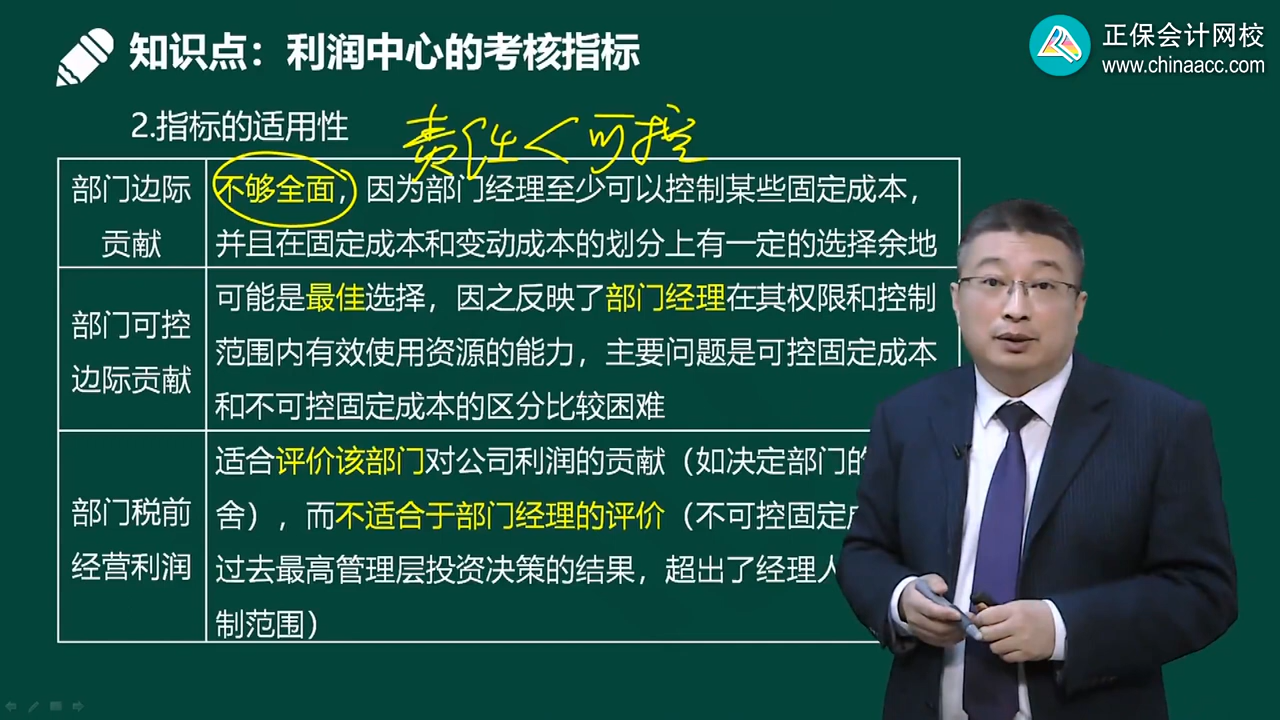 知识点：利润中心的考核指标
正保会计网校
www.chinaacc.com
2.指标的适用性
责任<可控
部门边际
贡献
不够全面，因为部门经理至少可以控制某些固定成本，
并且在固定成本和变动成本的划分上有一定的选择余地
部门可控
边际贡献
可能是最佳选择，因之反映了部门经理在其权限和控制
范围内有效使用资源的能力，主要问题是可控固定成本
和不可控固定成本的区分比较困难
部门税前
经营利润
适合评价该部门对公司利润的贡献（如决定部门的
舍），而不适合于部门经理的评价（不可控固定
过去最高管理层投资决策的结果，超出了经理人
制范围）